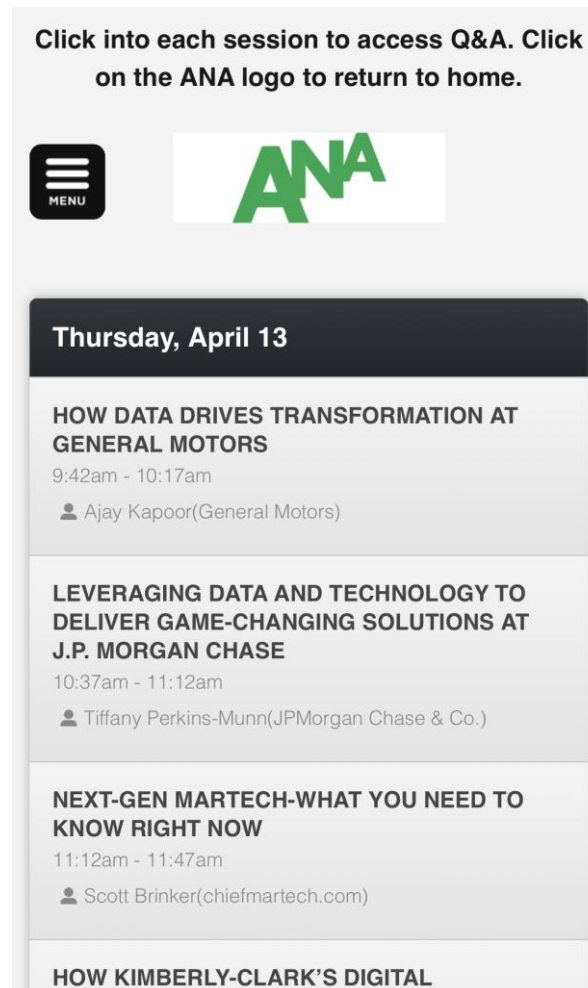 Click into each session to access Q&A. Click
on the ANA logo to return to home.
MENU
ANA
Thursday, April 13
HOW DATA DRIVES TRANSFORMATION AT
GENERAL MOTORS
9:42am - 10:17am
Ajay Kapoor(General Motors)
LEVERAGING DATA AND TECHNOLOGY TO
DELIVER GAME-CHANGING SOLUTIONS AT
J.P. MORGAN CHASE
10:37am - 11:12am
Tiffany Perkins-Munn(JPMorgan Chase & Co.)
NEXT-GEN MARTECH-WHAT YOU NEED TO
KNOW RIGHT NOW
11:12am - 11:47am
Scott Brinker(chiefmartech.com)
HOW KIMBERLY-CLARK’S DIGITAL